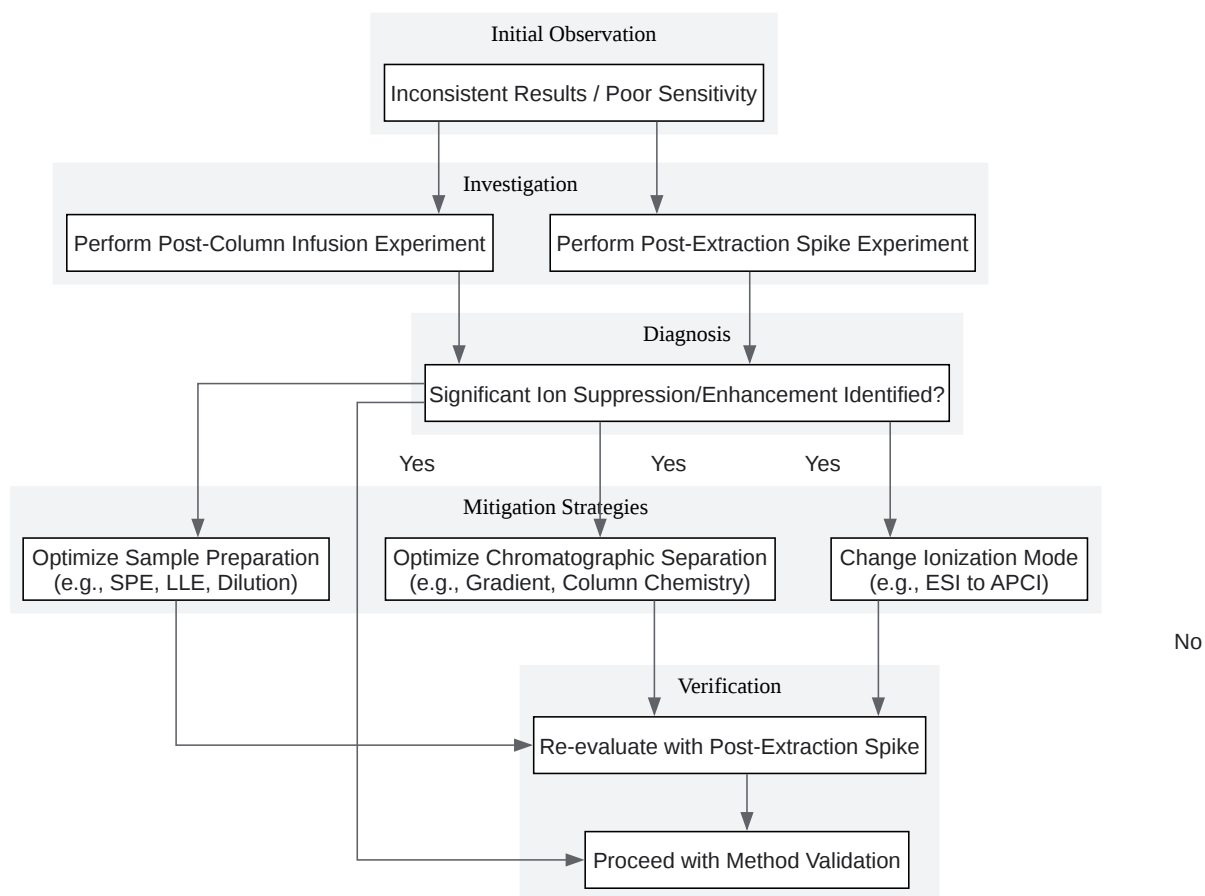 Initial Observation
Inconsistent Results / Poor Sensitivity
Investigation
Perform Post-Column Infusion Experiment
Perform Post-Extraction Spike Experiment
Diagnosis
Significant Ion Suppression/Enhancement Identified?
Yes
Yes
Yes
Mitigation Strategies
Optimize Sample Preparation
(e.g., SPE, LLE, Dilution)
Optimize Chromatographic Separation
(e.g., Gradient, Column Chemistry)
Change Ionization Mode
(e.g., ESI to APCI)
No
Verification
Re-evaluate with Post-Extraction Spike
Proceed with Method Validation